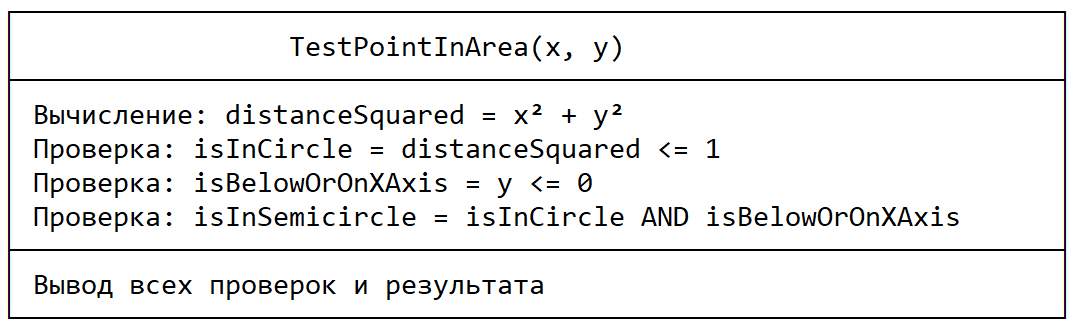 TestPointInArea(x, y)
Вычисление: distanceSquared = x² + y²
Проверка: isInCircle = distanceSquared <= 1
Проверка: isBelowOrOnXAxis = y <= 0
Проверка: isInSemicircle = isInCircle AND isBelowOrOnXAxis
Вывод всех проверок и результата